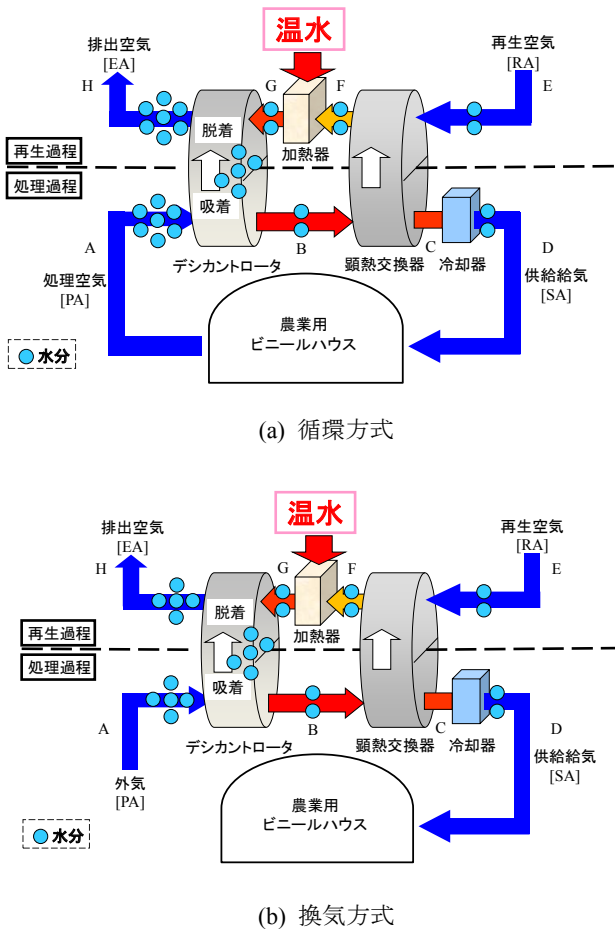 温水
排出空気
[EA]
H
G
F
再生空気
[RA]
E
脱着
加熱器
再生過程
処理過程
吸着
A
B
C
D
デシカントロータ
顕熱交換器
冷却器
処理空気
[PA]
供給給気
[SA]
農業用
ビニールハウス
水分
(a) 循環方式
温水
排出空気
[EA]
H
G
F
再生空気
[RA]
E
脱着
加熱器
再生過程
処理過程
吸着
A
B
C
D
デシカントロータ
顕熱交換器
冷却器
外気
[PA]
供給給気
[SA]
農業用
ビニールハウス
水分
(b) 換気方式